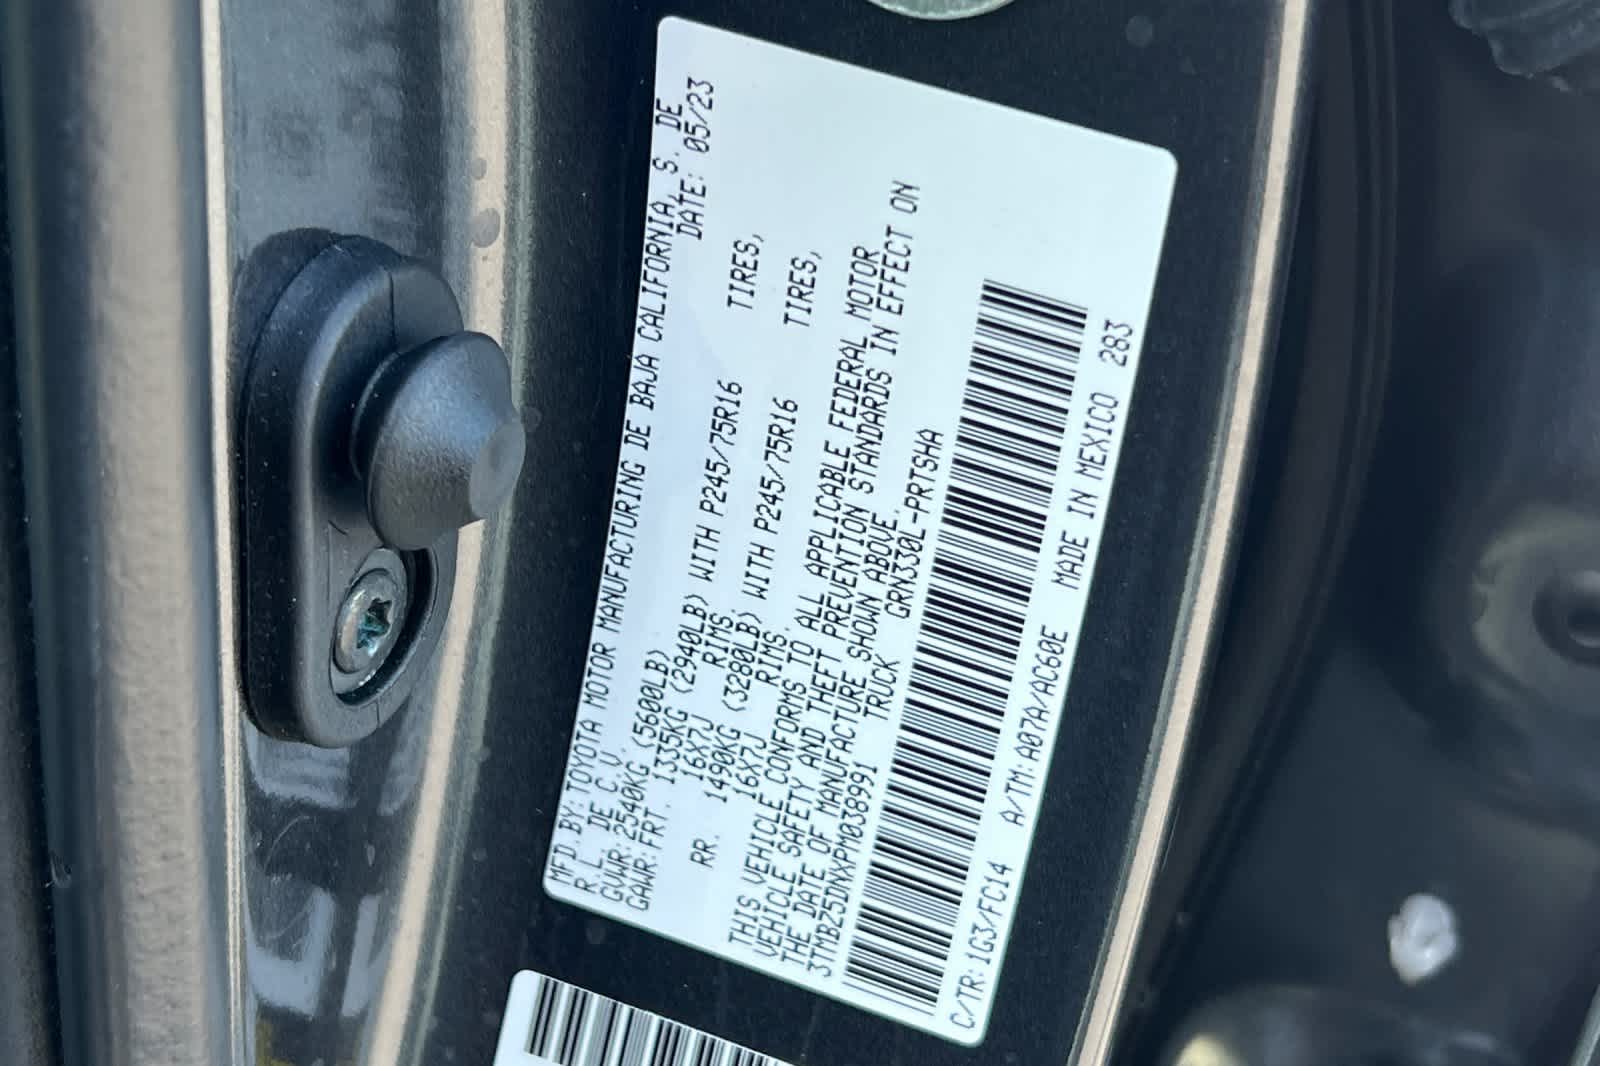 MFD.BY:TOYOTA MOTOR MANUFACTURING DE BAJA CALIFORNIA, S. DE
R.L. DE C.V. DATE: 05/23
GVWR:2540KG (5600LB)
GAWR:FRT. 1335KG (2940LB) WITH P245/75R16 TIRES,
16X7J RIMS
RR. 1490KG (3280LB) WITH P245/75R16 TIRES,
16X7J RIMS
THIS VEHICLE CONFORMS TO ALL APPLICABLE FEDERAL MOTOR
VEHICLE SAFETY AND THEFT PREVENTION STANDARDS IN EFFECT ON
THE DATE OF MANUFACTURE SHOWN ABOVE.
3TMBZ5DNXPM038991 TRUCK GRN330L-PRTSHA
C/TR:1G3/FC14 A/TM:A07A/AC60E MADE IN MEXICO 283